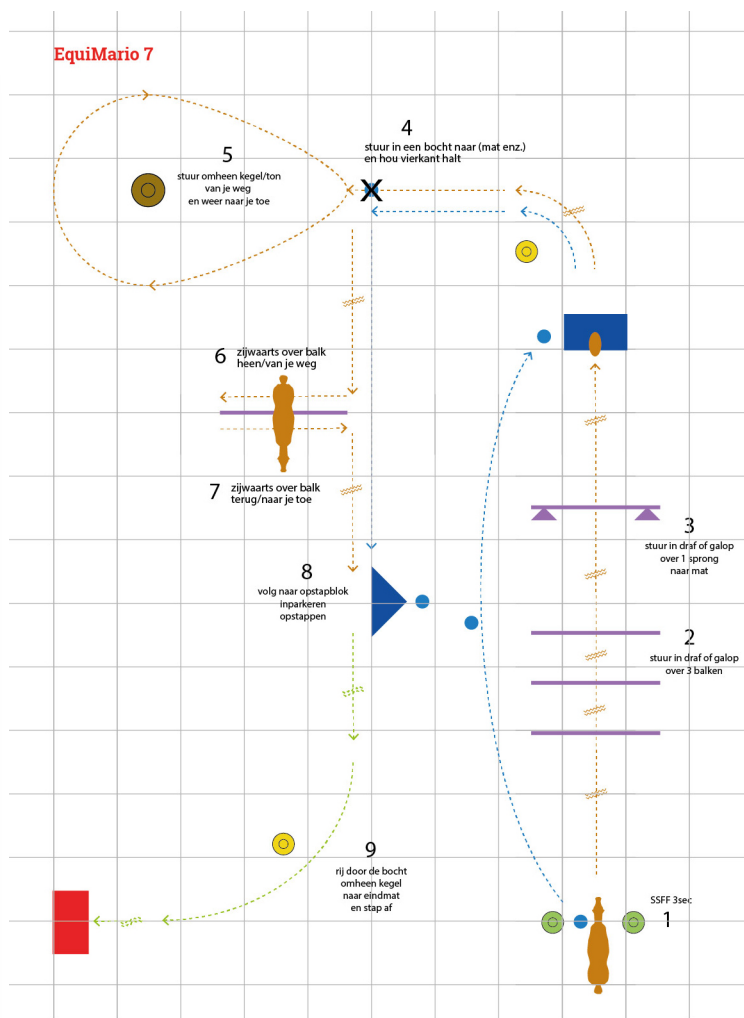 EquiMario 7
4
stuur in een bocht naar (mat enz.)
en hou vierkant halt
X
5
stuur omheen kegel/ton
van je weg
en weer naar je toe
6
zijwaarts over balk
heen/van je weg
7
zijwaarts over balk
terug/naar je toe
3
stuur in draf of galop
over 1 sprong
naar mat
8
volg naar opstapblok
inparkeren
opstappen
2
stuur in draf of galop
over 3 balken
9
rij door de bocht
omheen kegel
naar eindmat
en stap af
SSFF 3sec
1